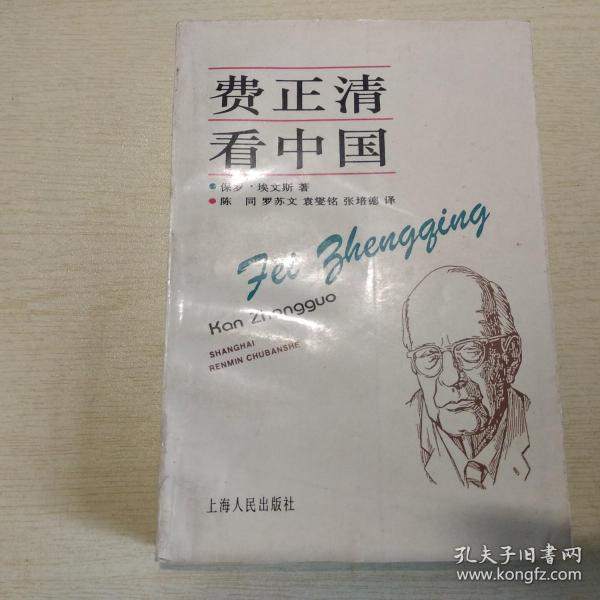 费正清
看中国
保罗·埃文斯 著
陈 同 罗苏文 袁燮铭 张培德 译
Fei Zhengqing
Kan Zhongguo
SHANGHAI
RENMIN CHUBANSHE
上海人民出版社
孔夫子旧书网
www.kongfz.com